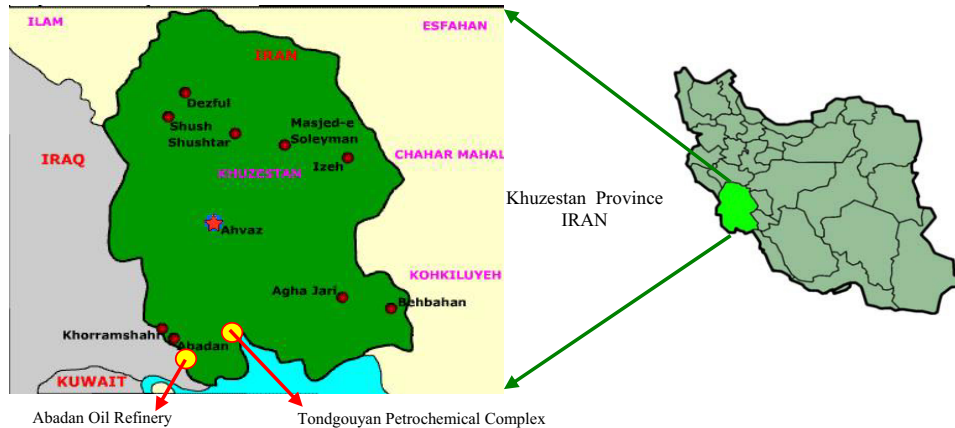 ILAM
ESFAHAN
IRAN
Dezful
Shush
Shushtar
Masjed-e
Soleyman
Izeh
IRAQ
CHAHAR MAHAL
KHUZESTAM
Khuzestan Province
IRAN
Ahvaz
KOHKILUYEH
Agha Jari
Behbahan
Khorramshahr
Abadan
KUWAIT
Abadan Oil Refinery
Tondgouyan Petrochemical Complex